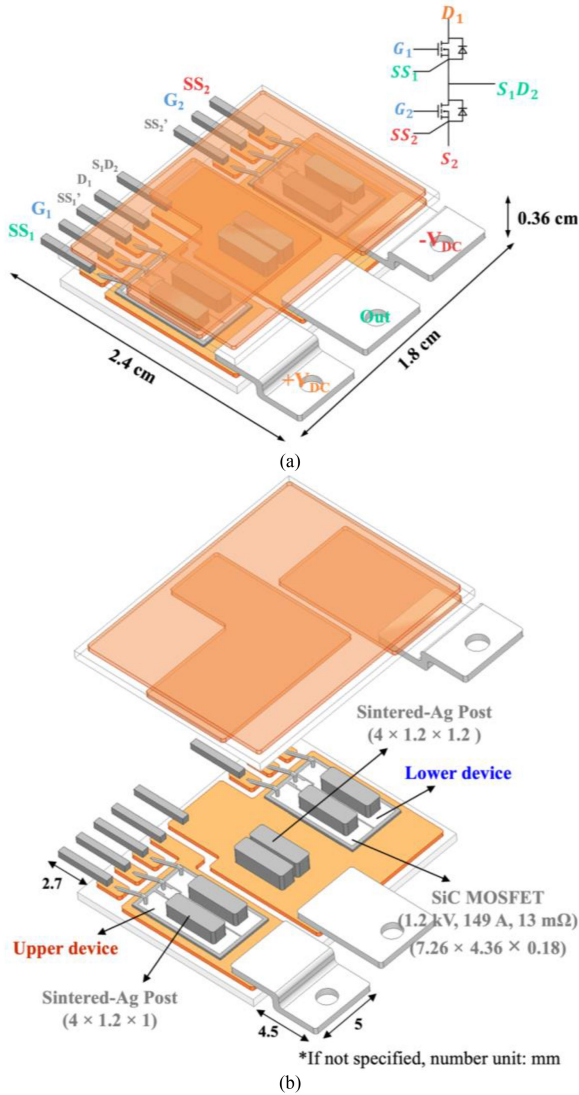 D₁
G₁
SS₁
S₁D₂
G₂
SS₂
S₂
SS₂
G₂
SS₂'
S₁D₂
D₁
SS₁'
G₁
SS₁
0.36 cm
-V_DC
Out
+V_DC
1.8 cm
2.4 cm
(a)
Sintered-Ag Post
(4 × 1.2 × 1.2 )
Lower device
2.7
SiC MOSFET
(1.2 kV, 149 A, 13 mΩ)
(7.26 × 4.36 × 0.18)
Upper device
Sintered-Ag Post
(4 × 1.2 × 1)
4.5
5
*If not specified, number unit: mm
(b)